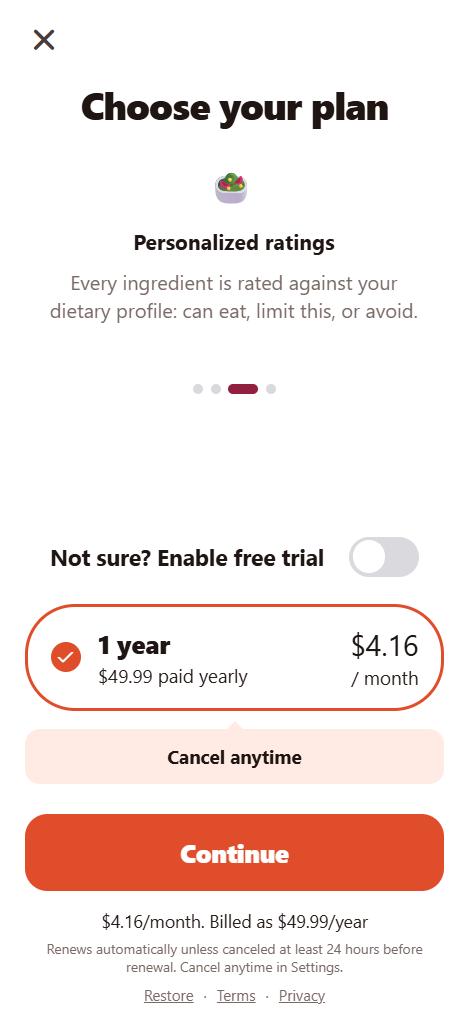 Choose your plan
Personalized ratings
Every ingredient is rated against your
dietary profile: can eat, limit this, or avoid.
Not sure? Enable free trial
1 year
$49.99 paid yearly
$4.16
/ month
Cancel anytime
Continue
$4.16/month. Billed as $49.99/year
Renews automatically unless canceled at least 24 hours before
renewal. Cancel anytime in Settings.
Restore · Terms · Privacy